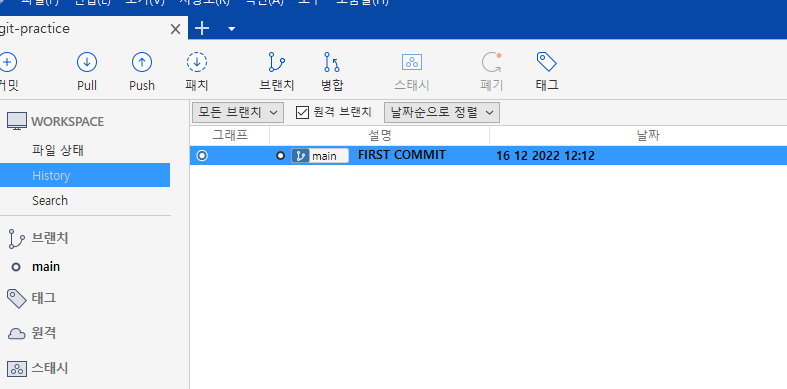 git-practice
커밋 Pull Push 패치 브랜치 병합 스태시 폐기 태그
WORKSPACE
모든 브랜치 원격 브랜치 날짜순으로 정렬
그래프 설명 날짜
파일 상태
main FIRST COMMIT 16 12 2022 12:12
History
Search
브랜치
main
태그
원격
스태시